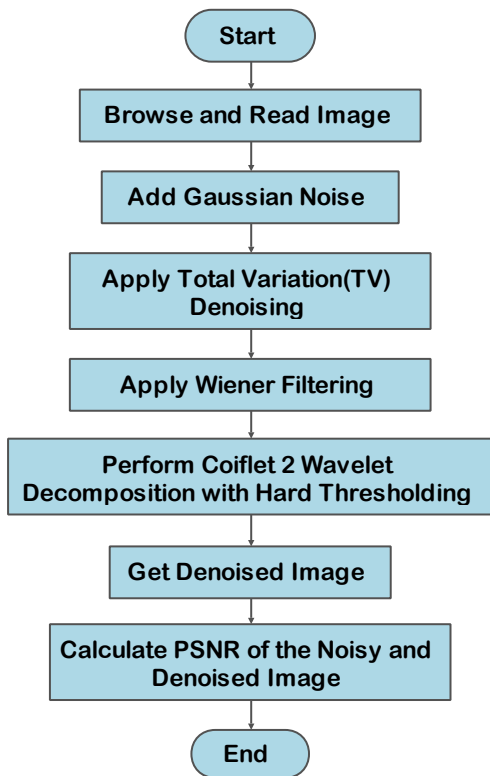 Start
Browse and Read Image
Add Gaussian Noise
Apply Total Variation(TV)
Denoising
Apply Wiener Filtering
Perform Coiflet 2 Wavelet
Decomposition with Hard Thresholding
Get Denoised Image
Calculate PSNR of the Noisy and
Denoised Image
End